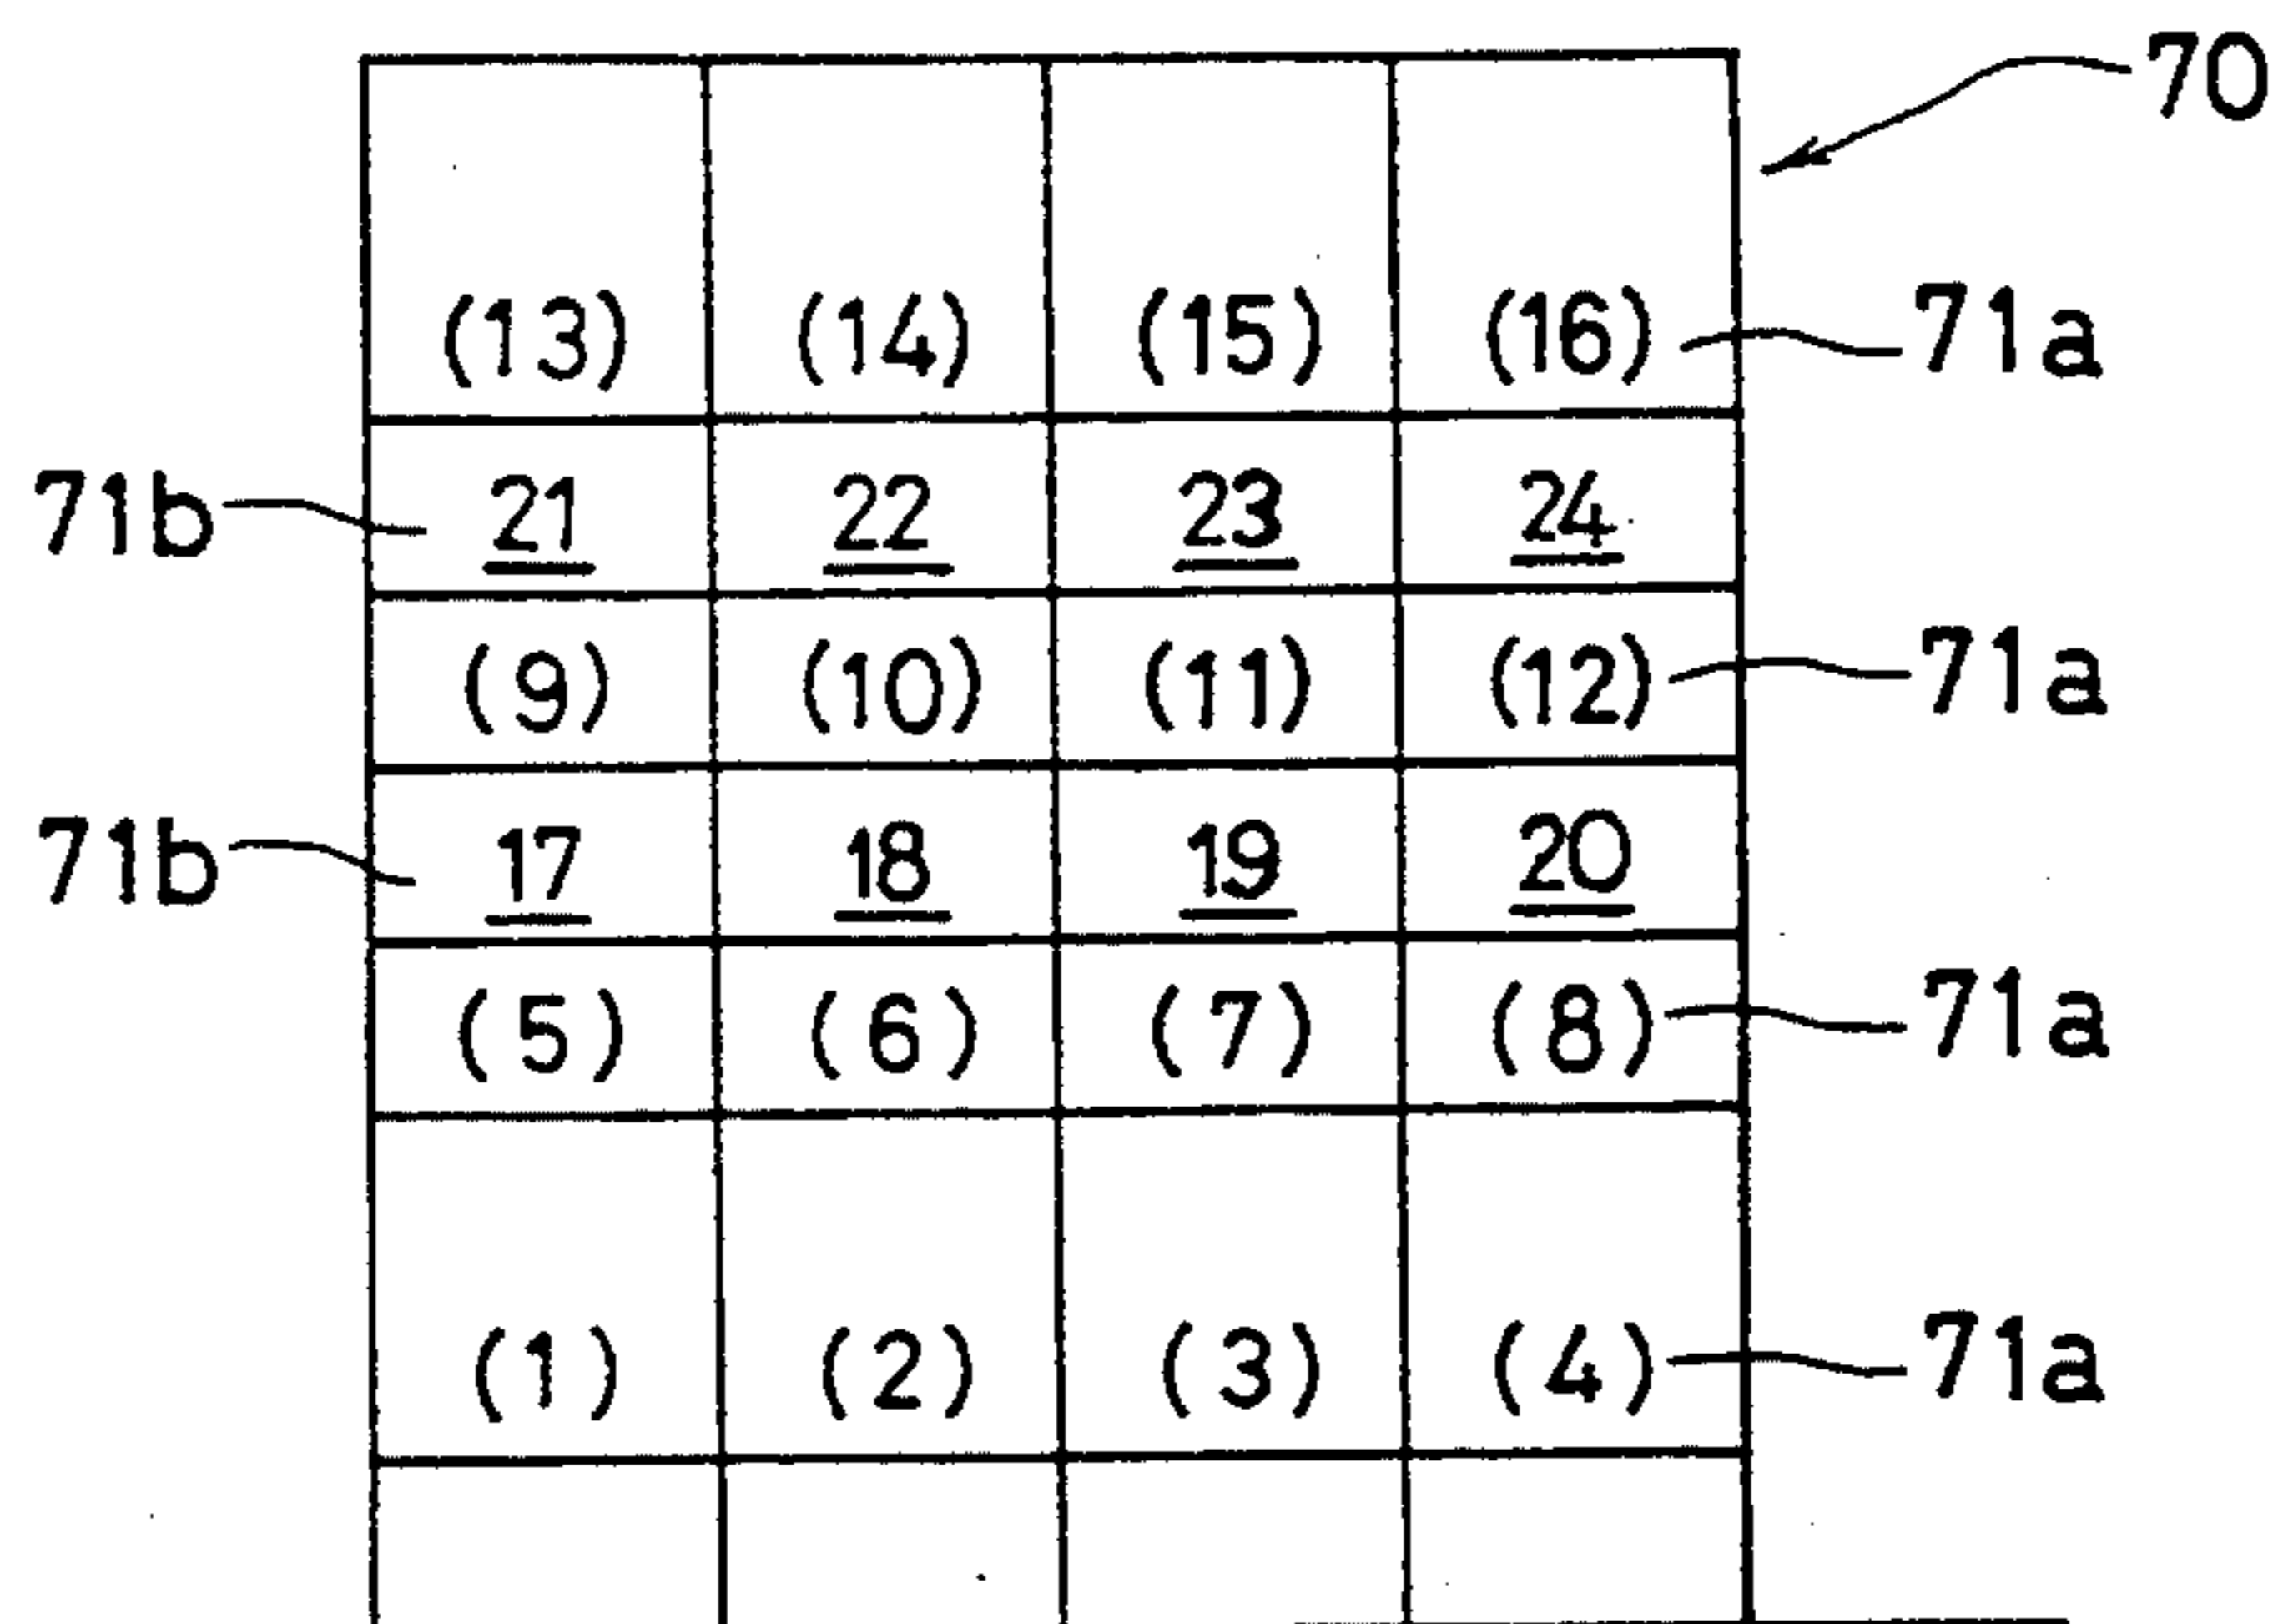 70
(13) (14) (15) (16) 71a
71b 21 22 23 24
(9) (10) (11) (12) 71a
71b 17 18 19 20
(5) (6) (7) (8) 71a
(1) (2) (3) (4) 71a